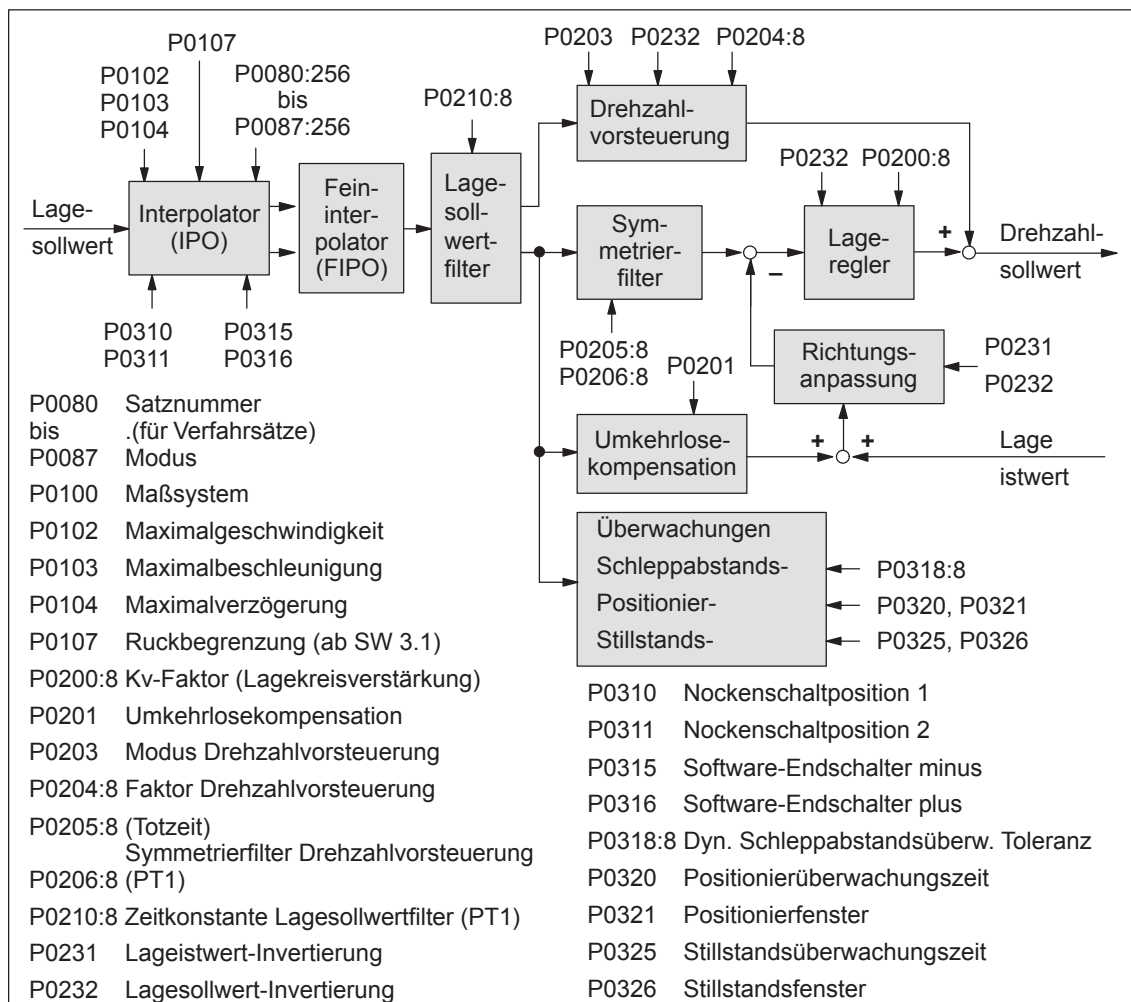 P0107
P0203
P0232
P0204:8
P0102
P0103
P0104
P0080:256
bis
P0087:256
P0210:8
Drehzahl-
vorsteuerung
P0232
P0200:8
Lage-
sollwert
Interpolator
(IPO)
Fein-
inter-
polator
(FIPO)
Lage-
soll-
wert-
filter
Sym-
metrier-
filter
–
Lage-
regler
+
Drehzahl-
sollwert
P0310
P0311
P0315
P0316
P0205:8
P0206:8
P0201
Richtungs-
anpassung
P0231
P0232
Umkehrlose-
kompensation
+
+
Lage
istwert
Überwachungen
Schleppabstands-
Positionier-
Stillstands-
P0318:8
P0320, P0321
P0325, P0326
P0080 Satznummer
bis .(für Verfahrsätze)
P0087 Modus
P0100 Maßsystem
P0102 Maximalgeschwindigkeit
P0103 Maximalbeschleunigung
P0104 Maximalverzögerung
P0107 Ruckbegrenzung (ab SW 3.1)
P0200:8 Kv-Faktor (Lagekreisverstärkung)
P0201 Umkehrlosekompensation
P0203 Modus Drehzahlvorsteuerung
P0204:8 Faktor Drehzahlvorsteuerung
P0205:8 (Totzeit)
Symmetrierfilter Drehzahlvorsteuerung
P0206:8 (PT1)
P0210:8 Zeitkonstante Lagesollwertfilter (PT1)
P0231 Lageistwert-Invertierung
P0232 Lagesollwert-Invertierung
P0310 Nockenschaltposition 1
P0311 Nockenschaltposition 2
P0315 Software-Endschalter minus
P0316 Software-Endschalter plus
P0318:8 Dyn. Schleppabstandsüberw. Toleranz
P0320 Positionierüberwachungszeit
P0321 Positionierfenster
P0325 Stillstandsüberwachungszeit
P0326 Stillstandsfenster